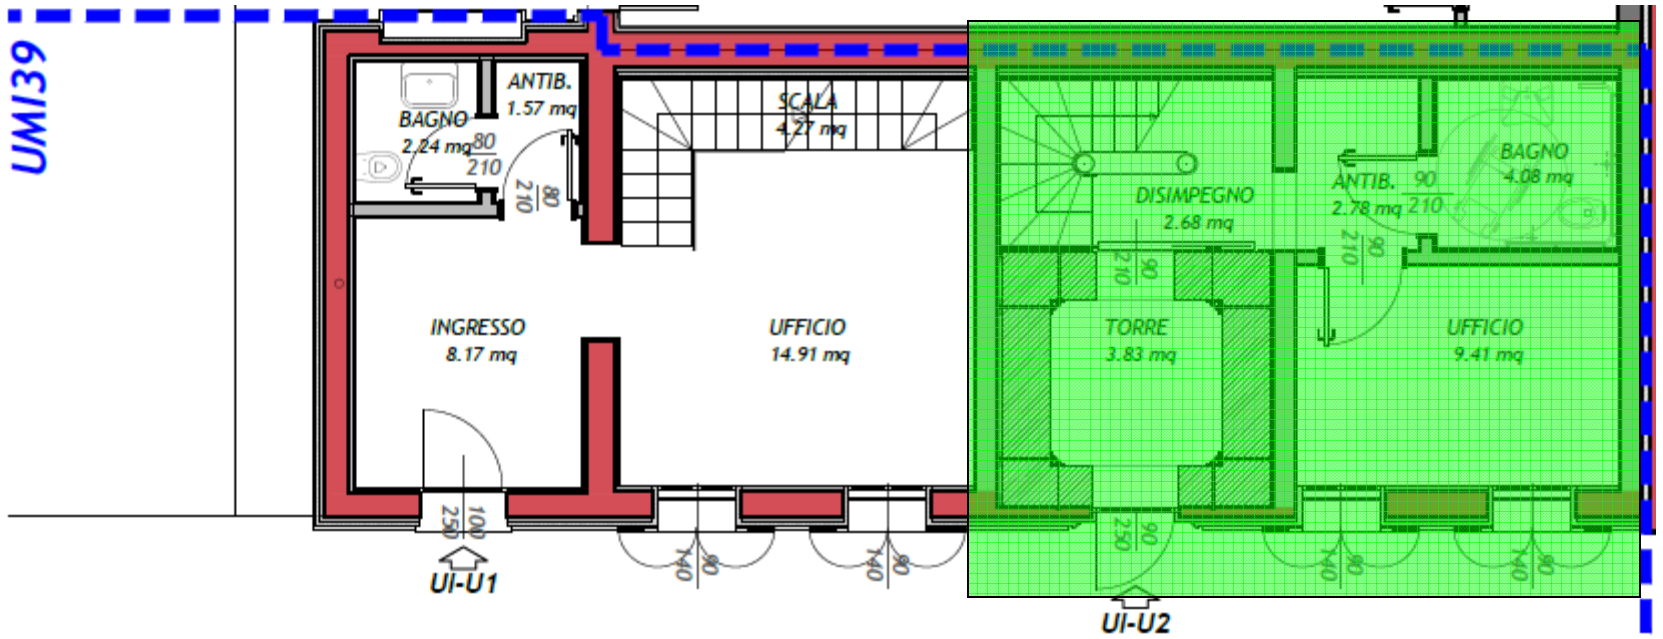 UMI39
BAGNO
2.24 mq
80
210
ANTIB.
1.57 mq
80
210
SCALA
4.27 mq
INGRESSO
8.17 mq
UFFICIO
14.91 mq
DISIMPEGNO
2.68 mq
90
210
ANTIB.
2.78 mq
90
210
BAGNO
4.08 mq
90
210
TORRE
3.83 mq
UFFICIO
9.41 mq
100
250
UI-U1
90
140
90
140
90
250
UI-U2
90
140
90
140